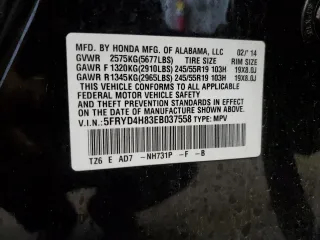 MFD. BY HONDA MFG. OF ALABAMA, LLC 02/'14
GVWR 2575KG(5677LBS) TIRE SIZE RIM SIZE
GAWR F 1320KG(2910LBS) 245/55R19 103H 19X8.0J
GAWR R1345KG(2965LBS) 245/55R19 103H 19X8.0J
THIS VEHICLE CONFORMS TO ALL APPLICABLE
FEDERAL MOTOR VEHICLE SAFETY AND
THEFT PREVENTION STANDARDS IN EFFECT ON
THE DATE OF MANUFACTURE SHOWN ABOVE.
V.I.N:5FRYD4H83EB037558 TYPE: MPV
TZ6 E AD7 -NH731P -F -B